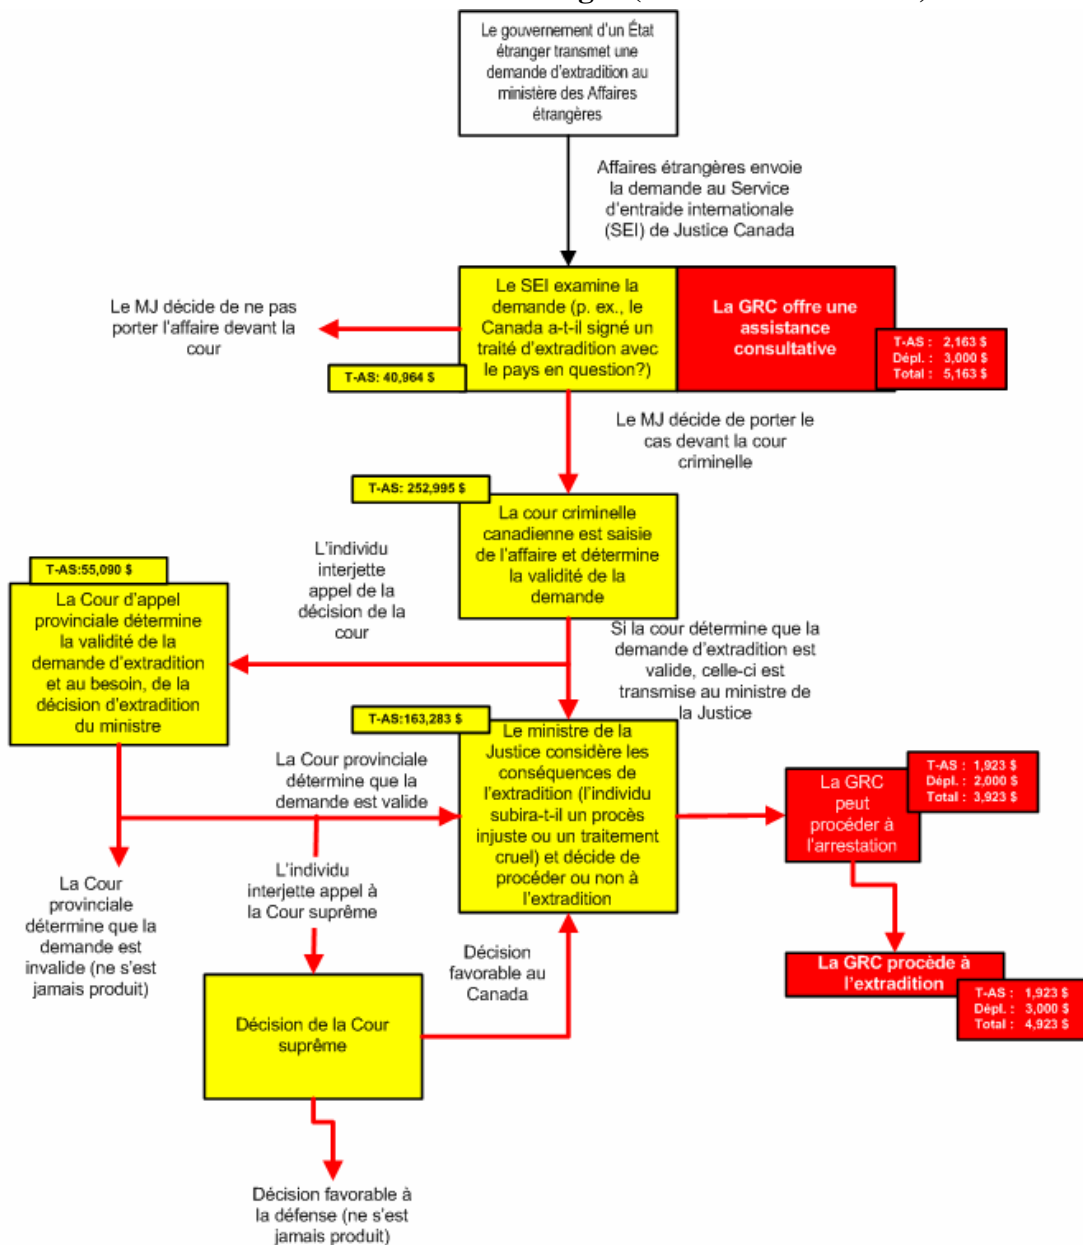 Le gouvernement d'un État
étranger transmet une
demande d'extradition au
ministère des Affaires
étrangères
Affaires étrangères envoie
la demande au Service
d'entraide internationale
(SEI) de Justice Canada
Le MJ décide de ne pas
porter l'affaire devant la
cour
Le SEI examine la
demande (p. ex., le
Canada a-t-il signé un
traité d'extradition avec
le pays en question?)
T-AS: 40,964 $
La GRC offre une
assistance
consultative
T-AS : 2,163 $
Dépl. : 3,000 $
Total : 5,163 $
Le MJ décide de porter le
cas devant la cour
criminelle
T-AS: 252,995 $
La cour criminelle
canadienne est saisie
de l'affaire et détermine
la validité de la
demande
L'individu
interjette
appel de la
décision de la
cour
T-AS:55,090 $
La Cour d'appel
provinciale détermine
la validité de la
demande d'extradition
et au besoin, de la
décision d'extradition
du ministre
Si la cour détermine que la
demande d'extradition est
valide, celle-ci est
transmise au ministre de
la Justice
T-AS:163,283 $
Le ministre de la
Justice considère les
conséquences de
l'extradition (l'individu
subira-t-il un procès
injuste ou un traitement
cruel) et décide de
procéder ou non à
l'extradition
La Cour provinciale
détermine que la
demande est valide
T-AS : 1,923 $
Dépl. : 2,000 $
Total : 3,923 $
La GRC
peut
procéder à
l'arrestation
La Cour
provinciale
détermine que la
demande est
invalide (ne s'est
jamais produit)
L'individu
interjette appel à
la Cour suprême
Décision
favorable au
Canada
La GRC procède à
l'extradition
T-AS : 1,923 $
Dépl. : 3,000 $
Total : 4,923 $
Décision de la Cour
suprême
Décision favorable à
la défense (ne s'est
jamais produit)